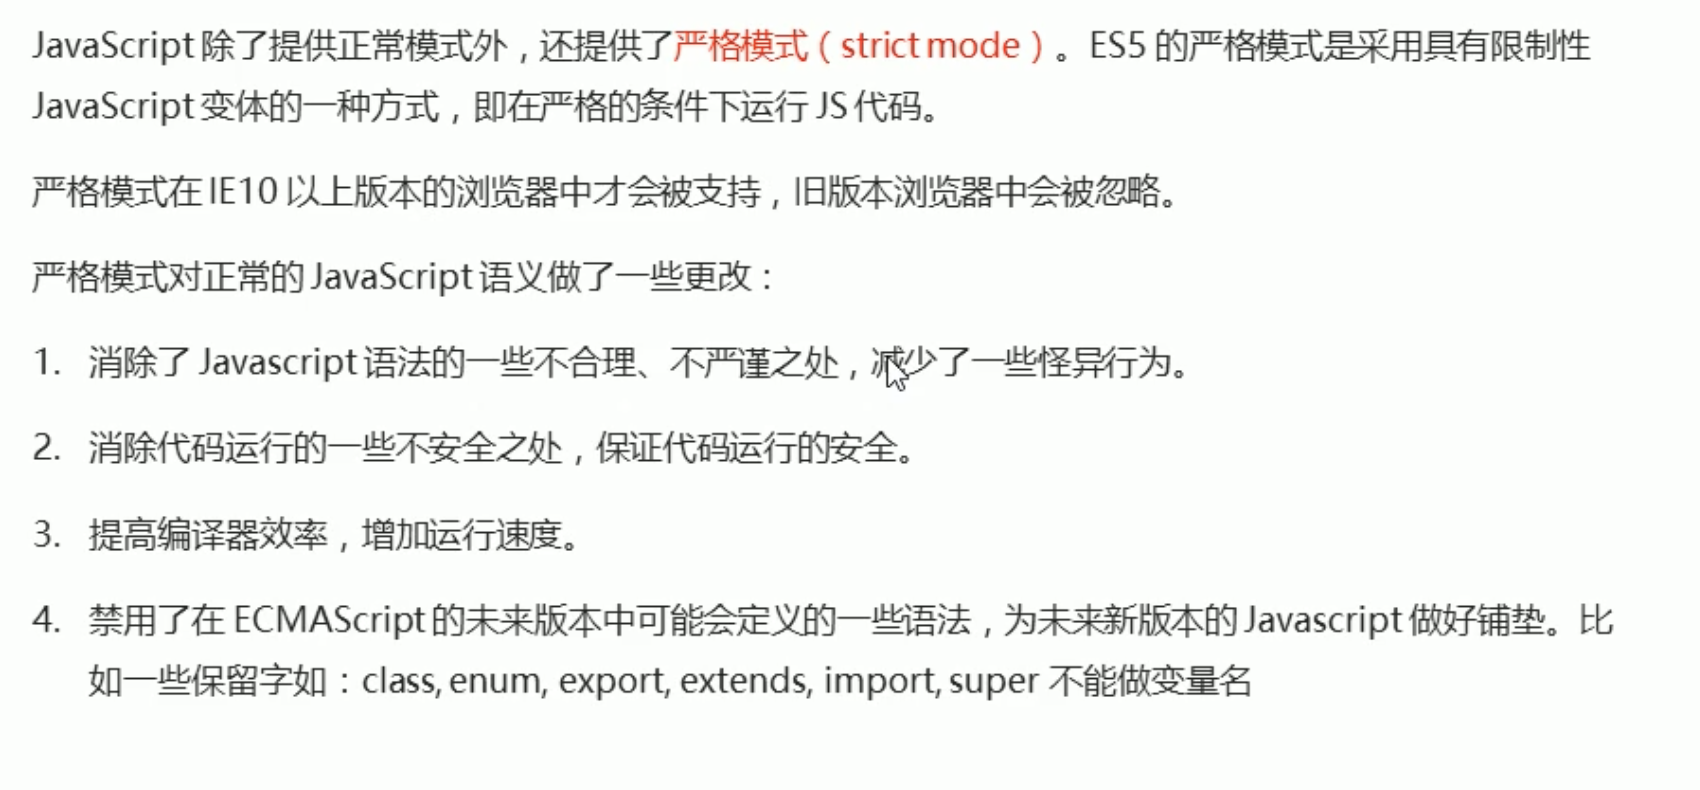 JavaScript 除了提供正常模式外，还提供了严格模式（strict mode）。ES5 的严格模式是采用具有限制性
JavaScript 变体的一种方式，即在严格的条件下运行 JS 代码。
严格模式在 IE10 以上版本的浏览器中才会被支持，旧版本浏览器中会被忽略。
严格模式对正常的 JavaScript 语义做了一些更改：
1. 消除了 Javascript 语法的一些不合理、不严谨之处，减少了一些怪异行为。
2. 消除代码运行的一些不安全之处，保证代码运行的安全。
3. 提高编译器效率，增加运行速度。
4. 禁用了在 ECMAScript 的未来版本中可能会定义的一些语法，为未来新版本的 Javascript 做好铺垫。比
如一些保留字如：class, enum, export, extends, import, super 不能做变量名